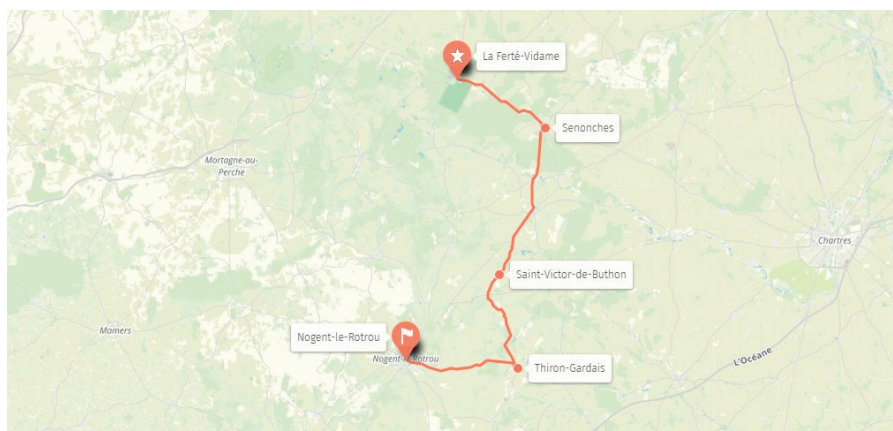 La Ferté-Vidame
Senonches
Mortagne-au-
Perche
Chartres
Saint-Victor-de-Buthon
Mamers
Nogent-le-Rotrou
Nogent-le-Rotrou
L'Océane
Thiron-Gardais